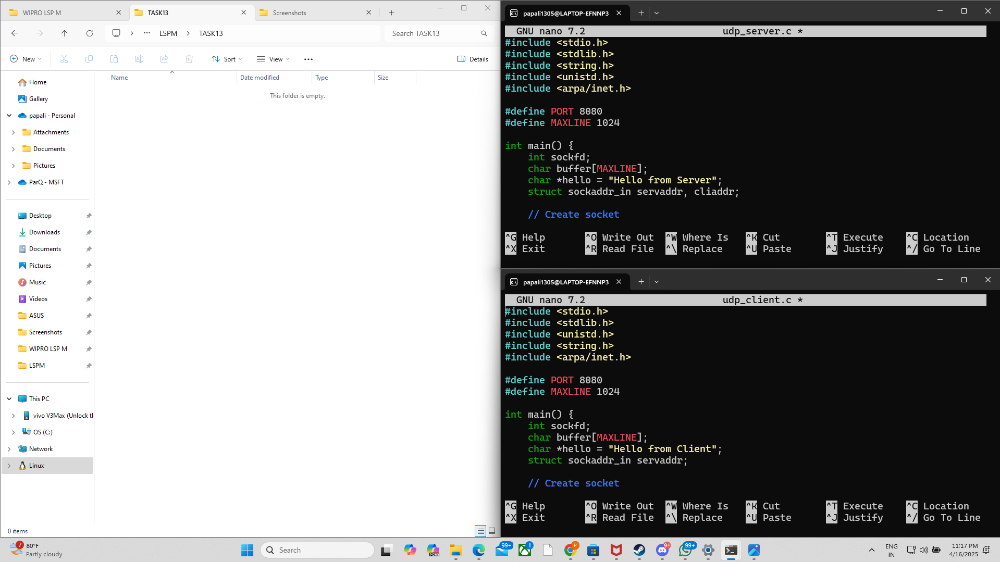 WIPRO LSP M
TASK13
Screenshots
LSPM
TASK13
Search TASK13
New
Sort
View
Details
Name
Date modified
Type
Size
This folder is empty.
Home
Gallery
papali - Personal
Attachments
Documents
Pictures
ParQ - MSFT
Desktop
Downloads
Documents
Pictures
Music
Videos
ASUS
Screenshots
WIPRO LSP M
LSPM
This PC
vivo V3Max (Unlock th
OS (C:)
Network
Linux
0 items
papali1305@LAPTOP-EFNNP3
GNU nano 7.2 udp_server.c *
#include <stdio.h>
#include <stdlib.h>
#include <string.h>
#include <unistd.h>
#include <arpa/inet.h>
#define PORT 8080
#define MAXLINE 1024
int main() {
int sockfd;
char buffer[MAXLINE];
char *hello = "Hello from Server";
struct sockaddr_in servaddr, cliaddr;
// Create socket
^G Help ^O Write Out ^W Where Is ^K Cut ^T Execute ^C Location
^X Exit ^R Read File ^\ Replace ^U Paste ^J Justify ^/ Go To Line
papali1305@LAPTOP-EFNNP3
GNU nano 7.2 udp_client.c *
#include <stdio.h>
#include <stdlib.h>
#include <unistd.h>
#include <string.h>
#include <arpa/inet.h>
#define PORT 8080
#define MAXLINE 1024
int main() {
int sockfd;
char buffer[MAXLINE];
char *hello = "Hello from Client";
struct sockaddr_in servaddr;
// Create socket
^G Help ^O Write Out ^W Where Is ^K Cut ^T Execute ^C Location
^X Exit ^R Read File ^\ Replace ^U Paste ^J Justify ^/ Go To Line
7
80°F
Partly cloudy
Search
M365
99+
1
P
9+
99+
ENG
IN
11:17 PM
4/16/2025